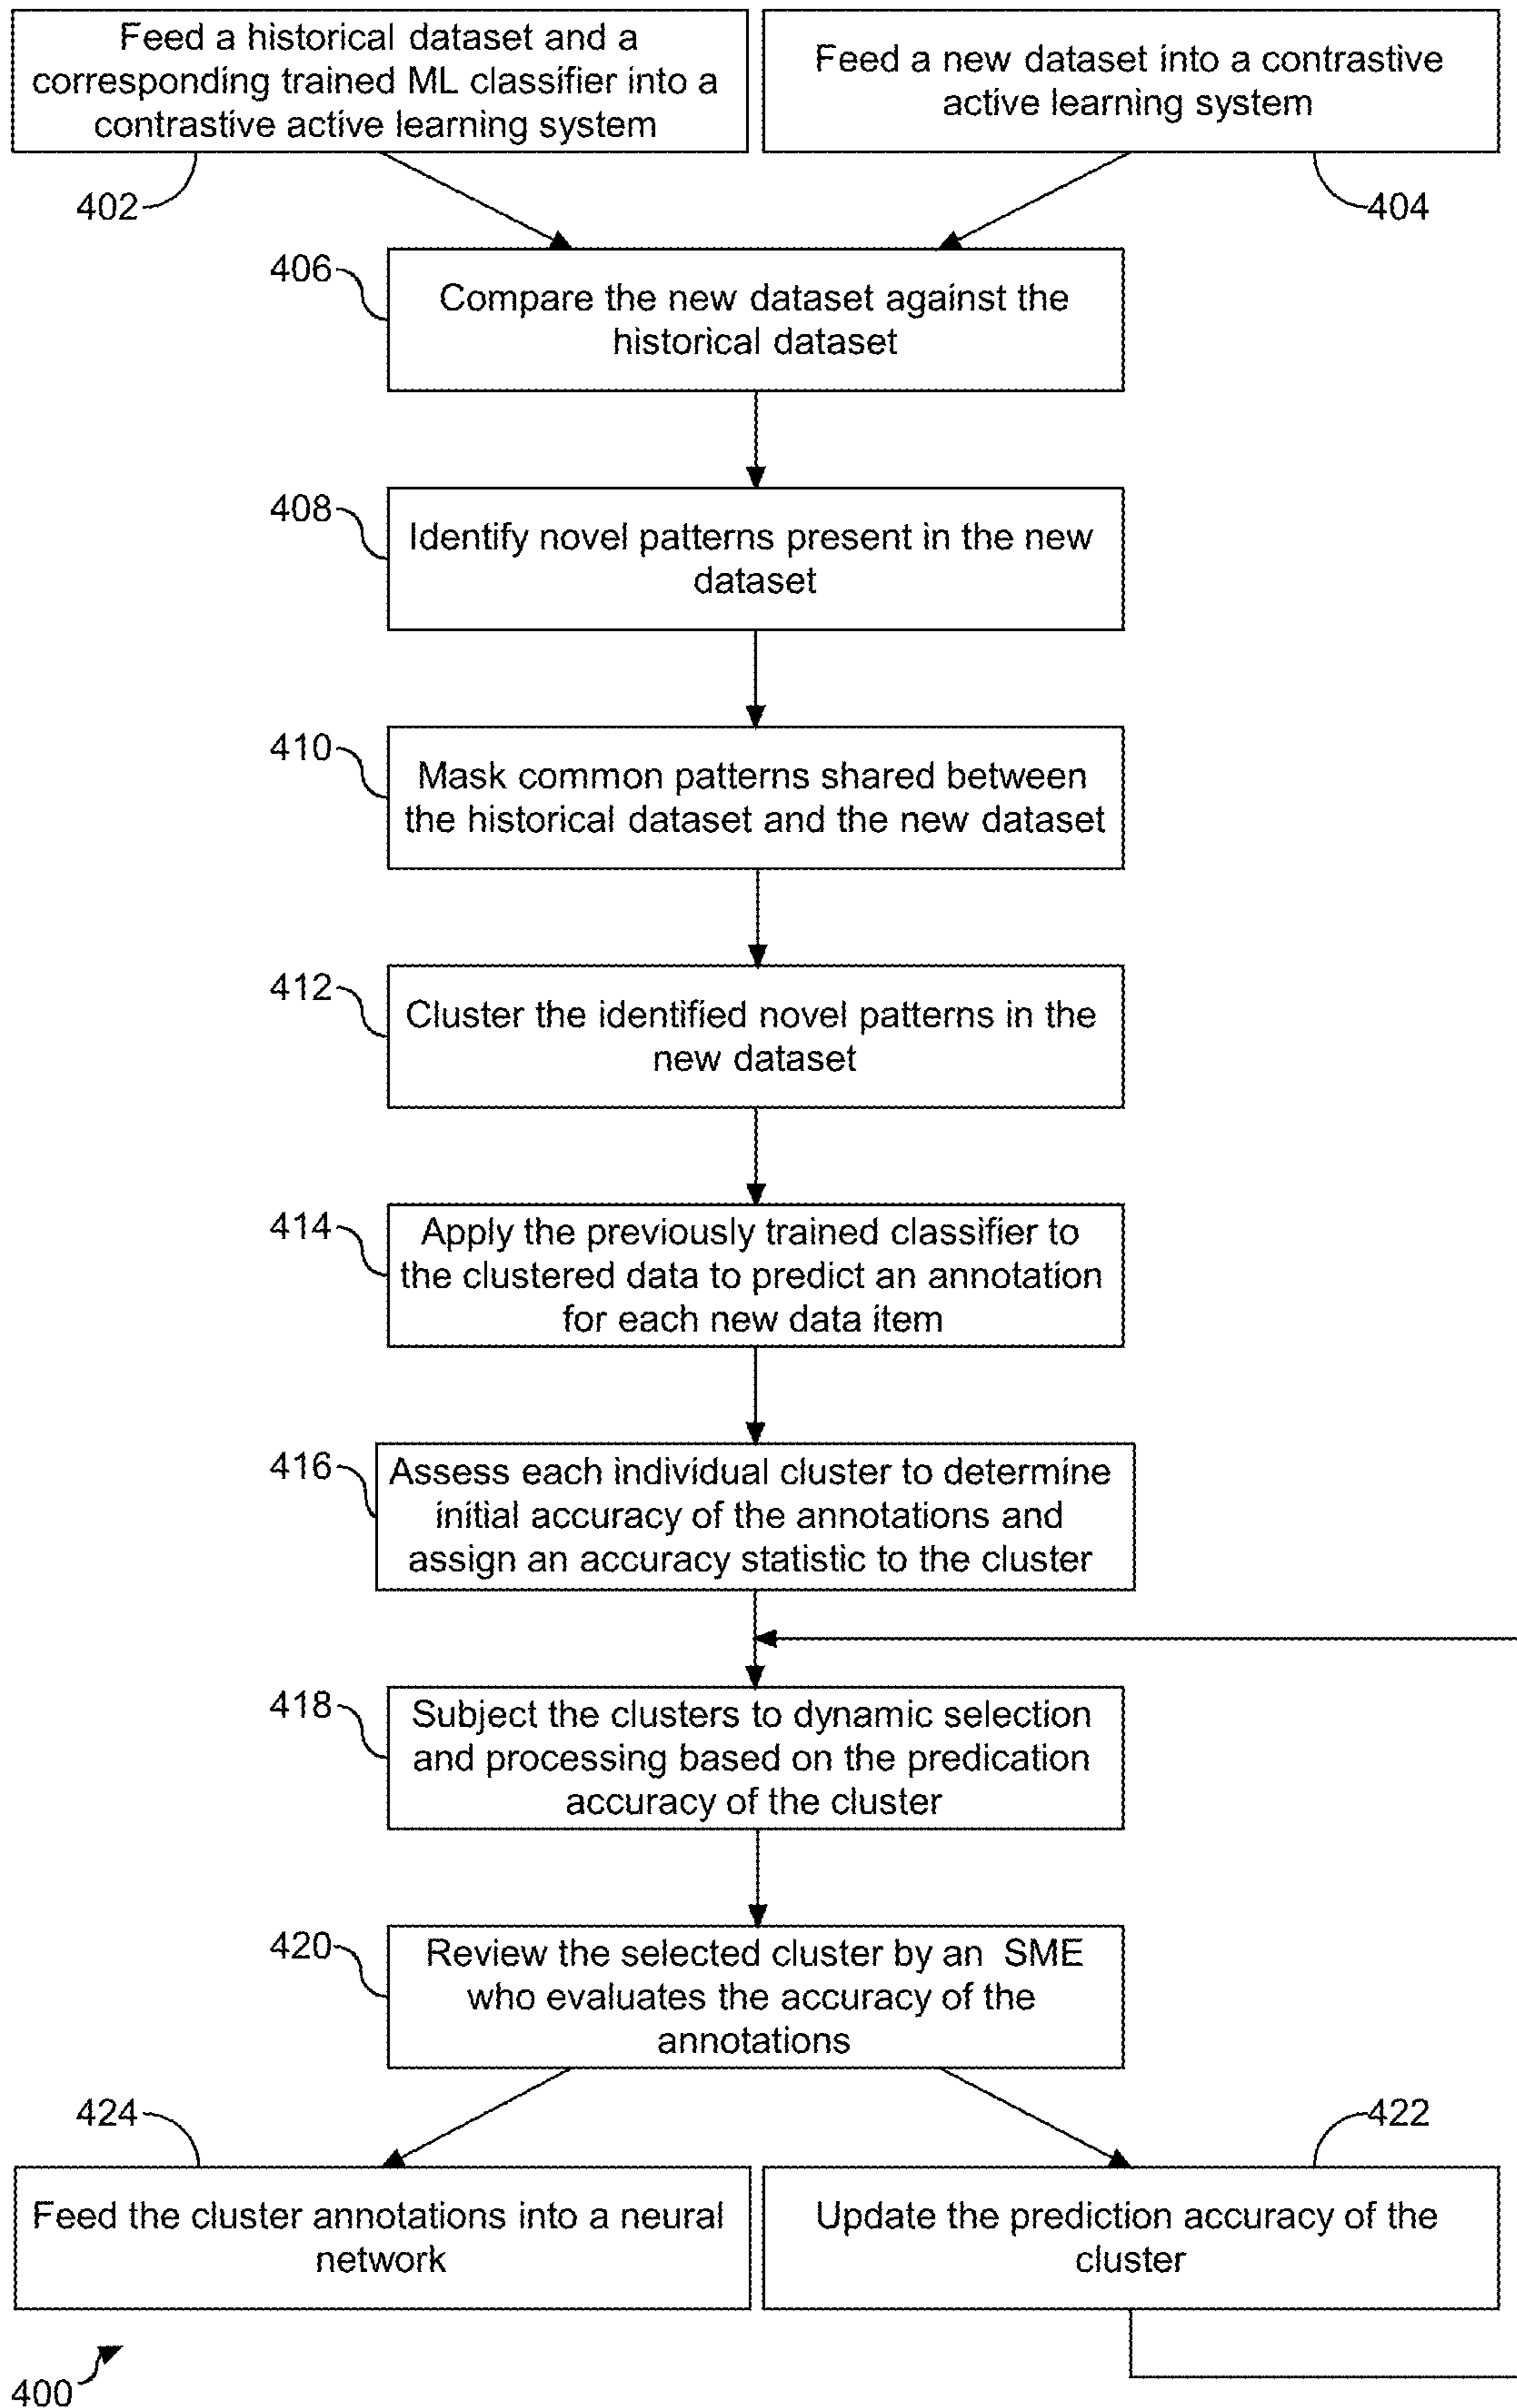 Feed a historical dataset and a
corresponding trained ML classifier into a
contrastive active learning system
Feed a new dataset into a contrastive
active learning system
402
404
406
Compare the new dataset against the
historical dataset
408
Identify novel patterns present in the new
dataset
410
Mask common patterns shared between
the historical dataset and the new dataset
412
Cluster the identified novel patterns in the
new dataset
414
Apply the previously trained classifier to
the clustered data to predict an annotation
for each new data item
416
Assess each individual cluster to determine
initial accuracy of the annotations and
assign an accuracy statistic to the cluster
418
Subject the clusters to dynamic selection
and processing based on the predication
accuracy of the cluster
420
Review the selected cluster by an SME
who evaluates the accuracy of the
annotations
424
422
Feed the cluster annotations into a neural
network
Update the prediction accuracy of the
cluster
400